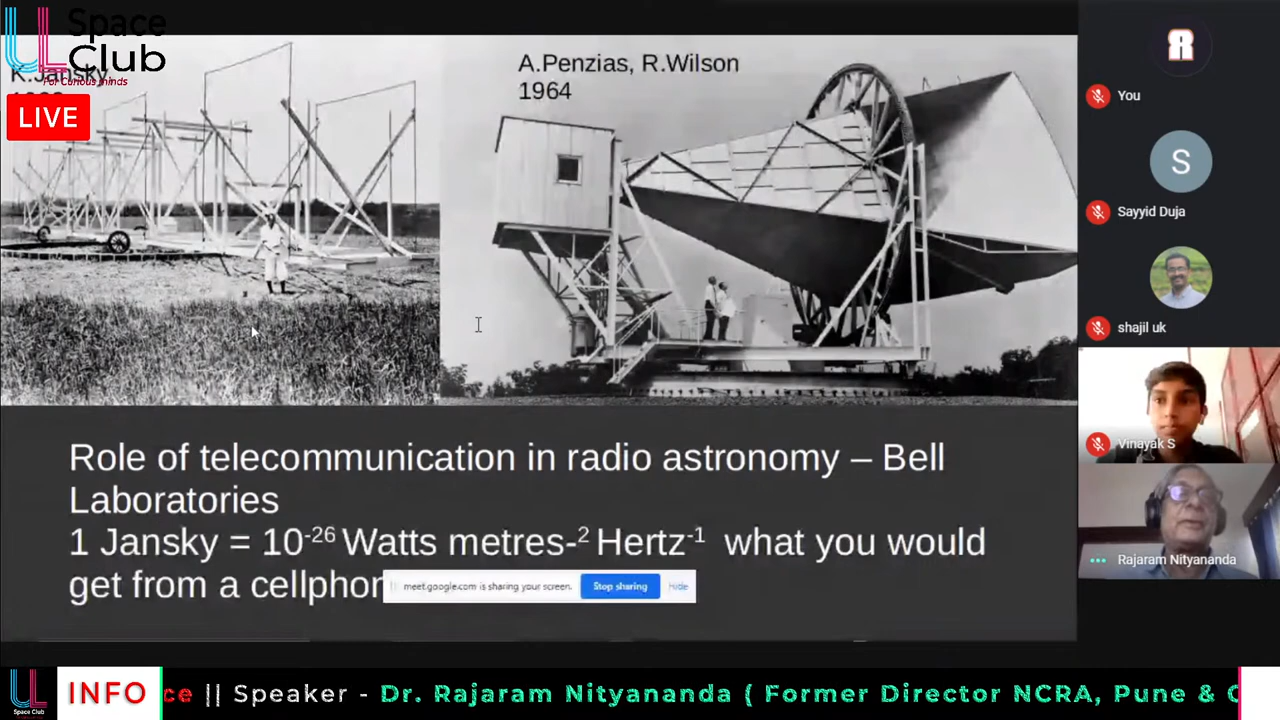 Space
Club
For Curious minds
K.Jansky
LIVE
A.Penzias, R.Wilson
1964
Role of telecommunication in radio astronomy – Bell
Laboratories
1 Jansky = 10-26 Watts metres-2 Hertz-1 what you would
get from a cellphon
meet.google.com is sharing your screen.
Stop sharing
Hide
You
S
Sayyid Duja
shajil uk
Vinayak S
Rajaram Nityananda
Space Club
INFO
ce || Speaker - Dr. Rajaram Nityananda ( Former Director NCRA, Pune &